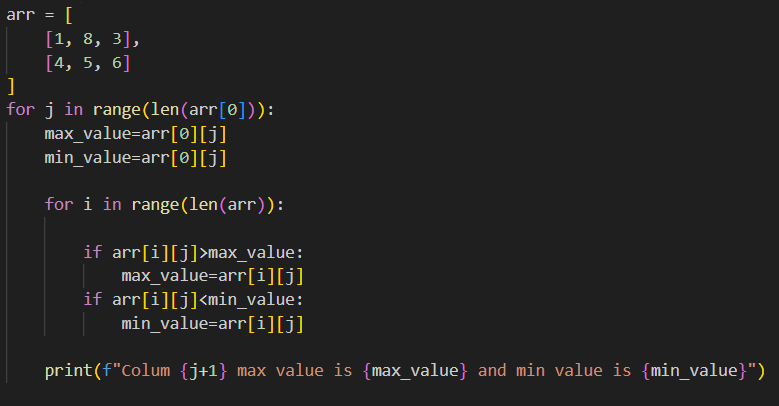 arr = [
    [1, 8, 3],
    [4, 5, 6]
]
for j in range(len(arr[0])):
    max_value=arr[0][j]
    min_value=arr[0][j]
    for i in range(len(arr)):
        if arr[i][j]>max_value:
            max_value=arr[i][j]
        if arr[i][j]<min_value:
            min_value=arr[i][j]
    print(f"Colum {j+1} max value is {max_value} and min value is {min_value}")